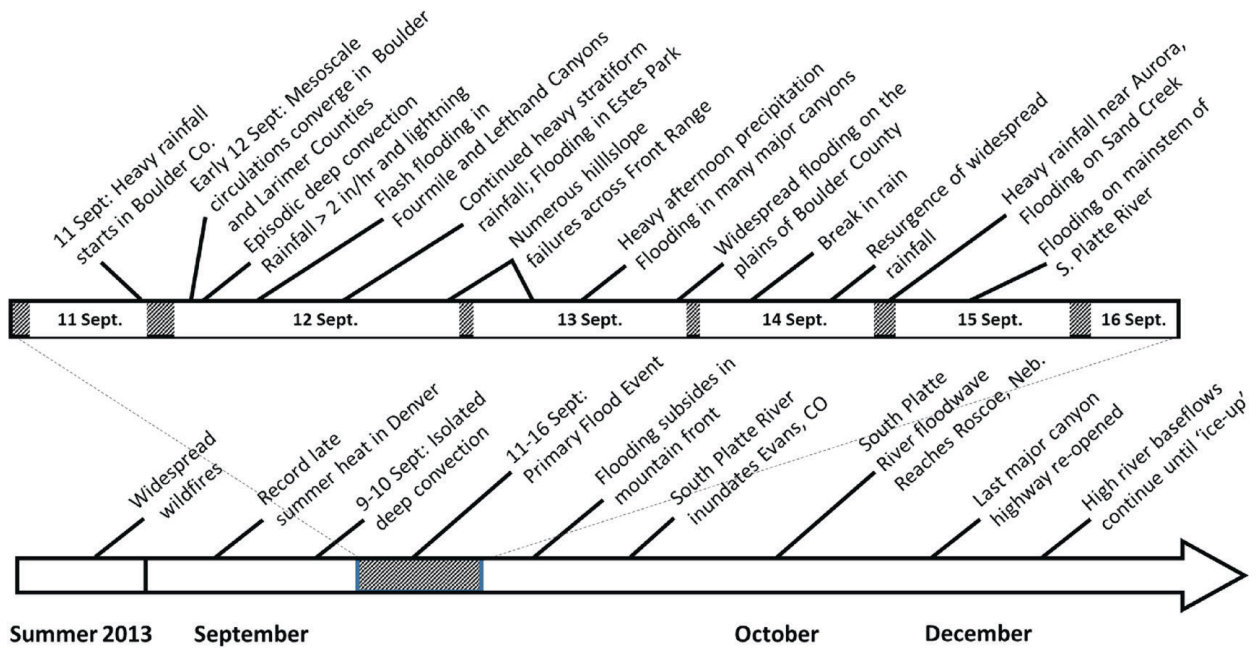 11 Sept: Heavy rainfall
starts in Boulder Co.
Early 12 Sept: Mesoscale
circulations converge in Boulder
and Larimer Counties
Episodic deep convection
Rainfall > 2 in/hr and lightning
Flash flooding in
Fourmile and Lefthand Canyons
Continued heavy stratiform
rainfall; Flooding in Estes Park
Numerous hilllslope
failures across Front Range
Heavy afternoon precipitation
Flooding in many major canyons
Widespread flooding on the
plains of Boulder County
Break in rain
Resurgence of widespread
rainfall
Heavy rainfall near Aurora,
Flooding on Sand Creek
Flooding on mainstem of
S. Platte River
11 Sept.
12 Sept.
13 Sept.
14 Sept.
15 Sept.
16 Sept.
Widespread
wildfires
Record late
summer heat in Denver
9-10 Sept: Isolated
deep convection
11-16 Sept:
Primary Flood Event
Flooding subsides in
mountain front
South Platte River
inundates Evans, CO
South Platte
River floodwave
Reaches Roscoe, Neb.
Last major canyon
highway re-opened
High river baseflows
continue until ‘ice-up’
Summer 2013
September
October
December